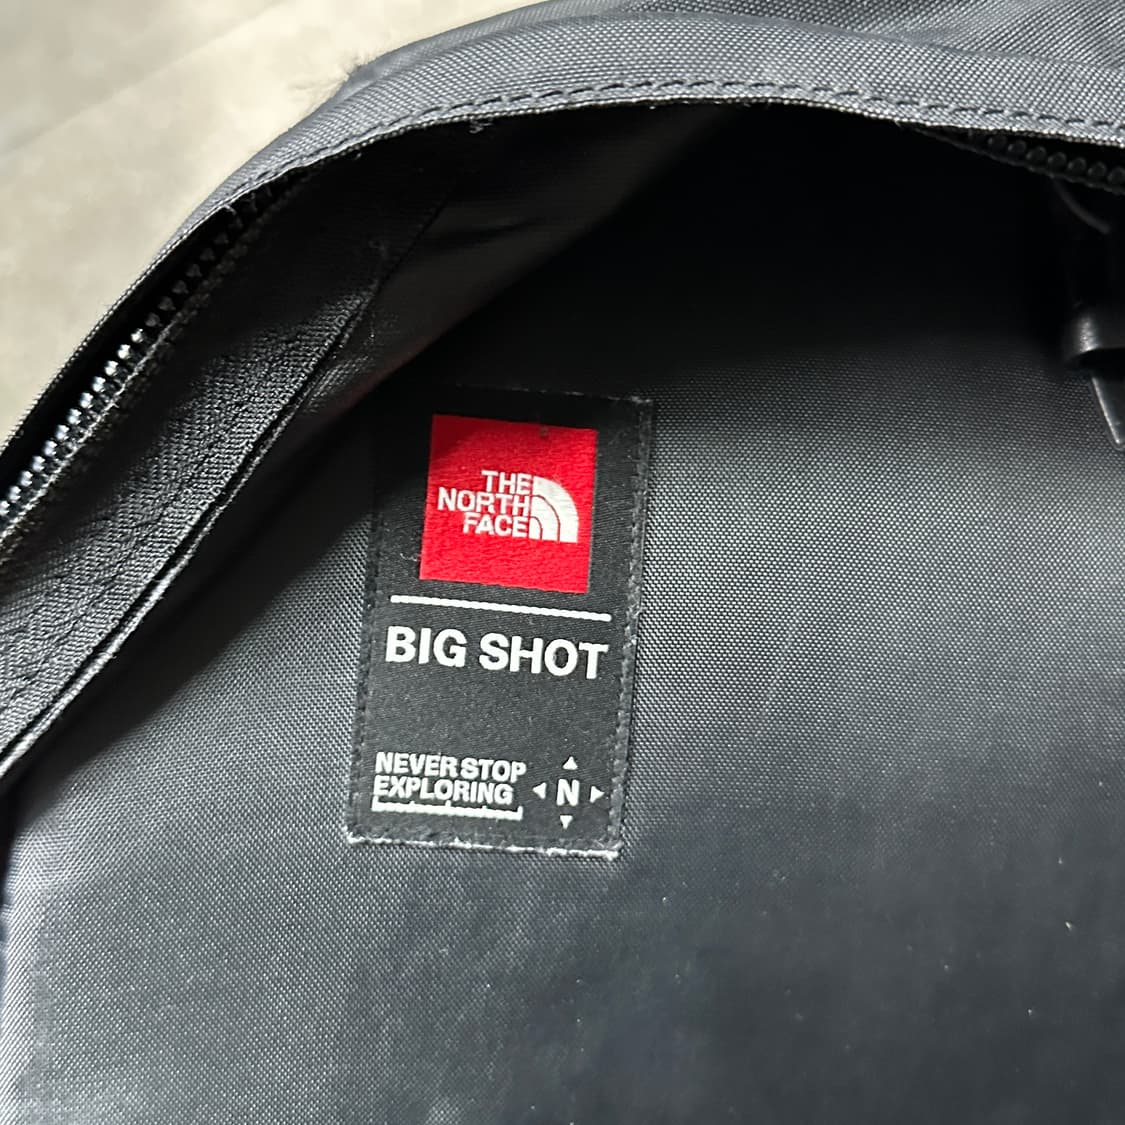 THE
NORTH
FACE
BIG SHOT
NEVER STOP
EXPLORING
N